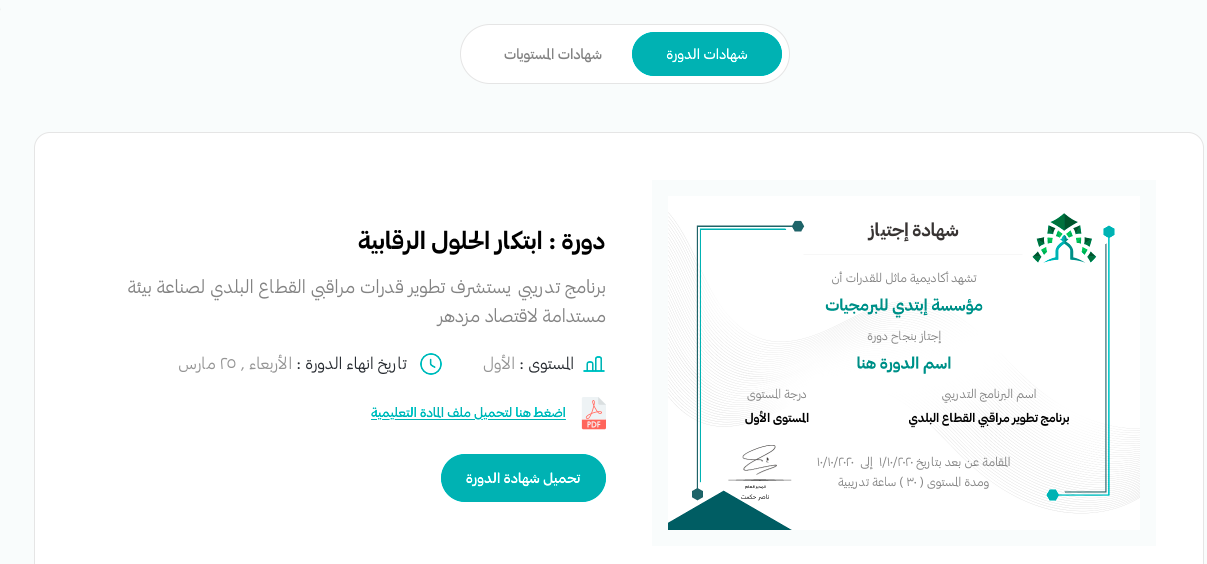 شهادات الدورة
شهادات المستويات
شهادة إجتياز
تشهد أكاديمية ماثل للقدرات أن
مؤسسة إبتدي للبرمجيات
إجتاز بنجاح دورة
اسم الدورة هنا
اسم البرنامج التدريبي
درجة المستوى
برنامج تطوير مراقبي القطاع البلدي
المستوى الأول
المقامة عن بعد بتاريخ ١/١٠/٢٠٢٠ إلى ١٠/١٠/٢٠٢٠
ومدة المستوى ( ٣٠ ) ساعة تدريبية
المدير العام
ناصر حكمت
دورة : ابتكار الحلول الرقابية
برنامج تدريبي يستشرف تطوير قدرات مراقبي القطاع البلدي لصناعة بيئة
مستدامة لاقتصاد مزدهر
المستوى : الأول
تاريخ انهاء الدورة : الأربعاء , ٢٥ مارس
PDF
اضغط هنا لتحميل ملف المادة التعليمية
تحميل شهادة الدورة